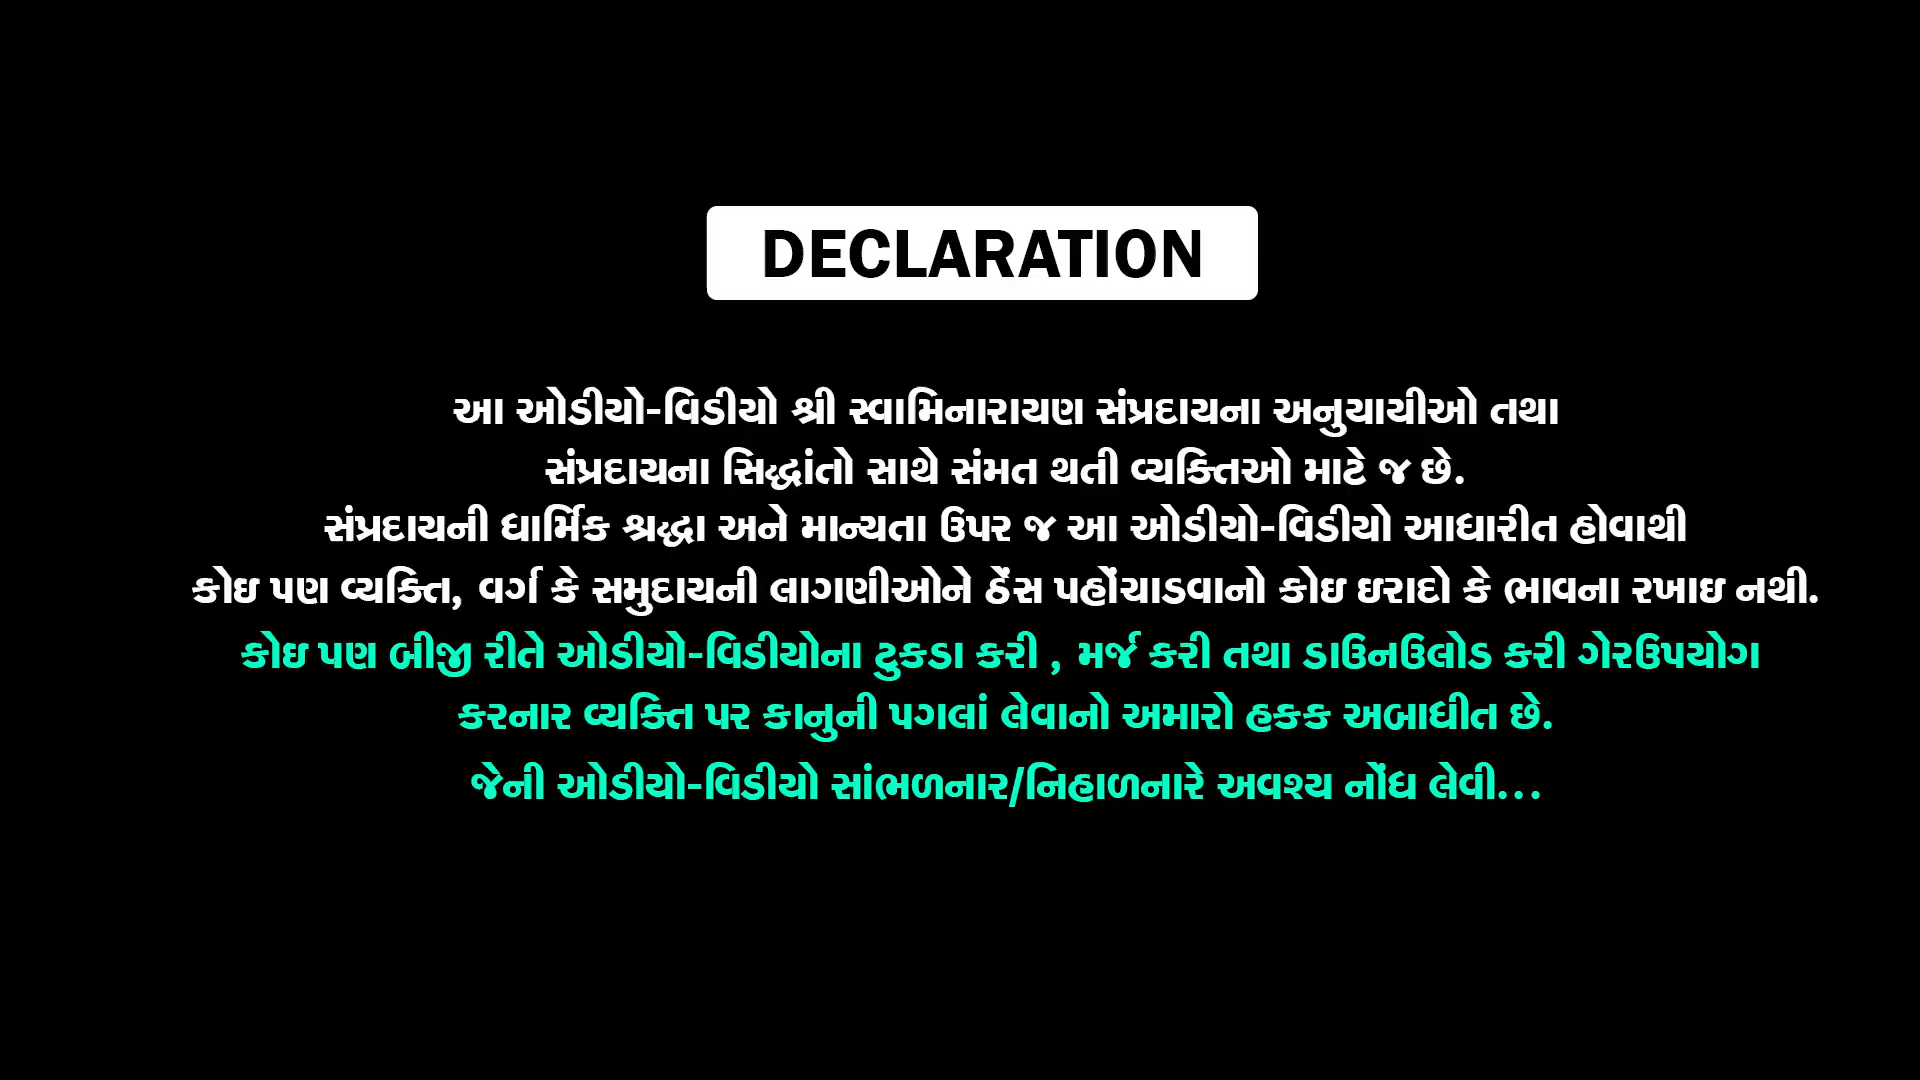 DECLARATION
આ ઓડીયો-વિડીયો શ્રી સ્વામિનારાયણ સંપ્રદાયના અનુયાયીઓ તથા
સંપ્રદાયના સિદ્ધાંતો સાથે સંમત થતી વ્યક્તિઓ માટે જ છે.
સંપ્રદાયની ધાર્મિક શ્રદ્ધા અને માન્યતા ઉપર જ આ ઓડીયો-વિડીયો આધારીત હોવાથી
કોઇ પણ વ્યક્તિ, વર્ગ કે સમુદાયની લાગણીઓને ઠેંસ પહોંચાડવાનો કોઇ ઇરાદો કે ભાવના રખાઇ નથી.
કોઇ પણ બીજી રીતે ઓડીયો-વિડીયોના ટુકડા કરી , મર્જ કરી તથા ડાઉનઉલોડ કરી ગેરઉપયોગ
કરનાર વ્યક્તિ પર કાનુની પગલાં લેવાનો અમારો હકક અબાધીત છે.
જેની ઓડીયો-વિડીયો સાંભળનાર/નિહાળનારે અવશ્ય નોંધ લેવી...